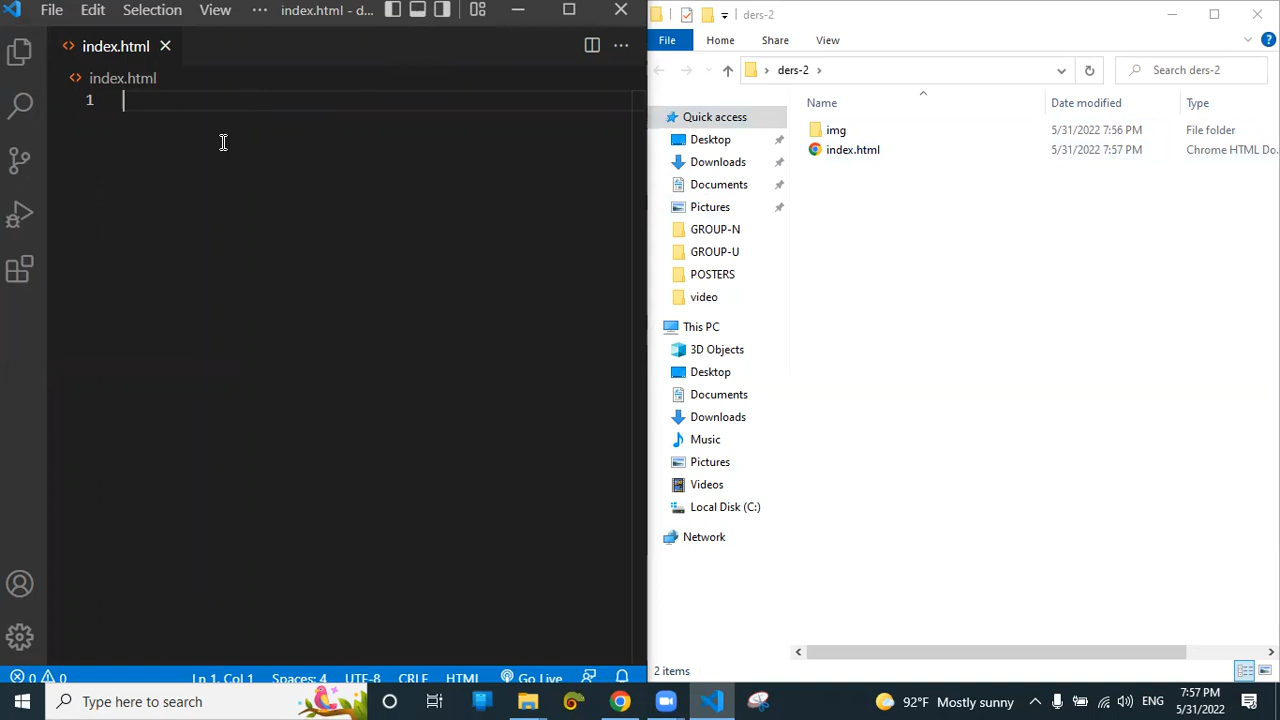 File Edit Selection View ··· index.html - d...
index.html
index.html
1
0 0 Ln 1, Col 1 Spaces: 4 UTF-8 CRLF HTML Go Live
ders-2
File Home Share View
ders-2
Search ders-2
Name Date modified Type
img 5/31/2022 7:56 PM File folder
index.html 5/31/2022 7:57 PM Chrome HTML Do...
Quick access
Desktop
Downloads
Documents
Pictures
GROUP-N
GROUP-U
POSTERS
video
This PC
3D Objects
Desktop
Documents
Downloads
Music
Pictures
Videos
Local Disk (C:)
Network
2 items
Type here to search
92°F Mostly sunny
ENG
7:57 PM
5/31/2022